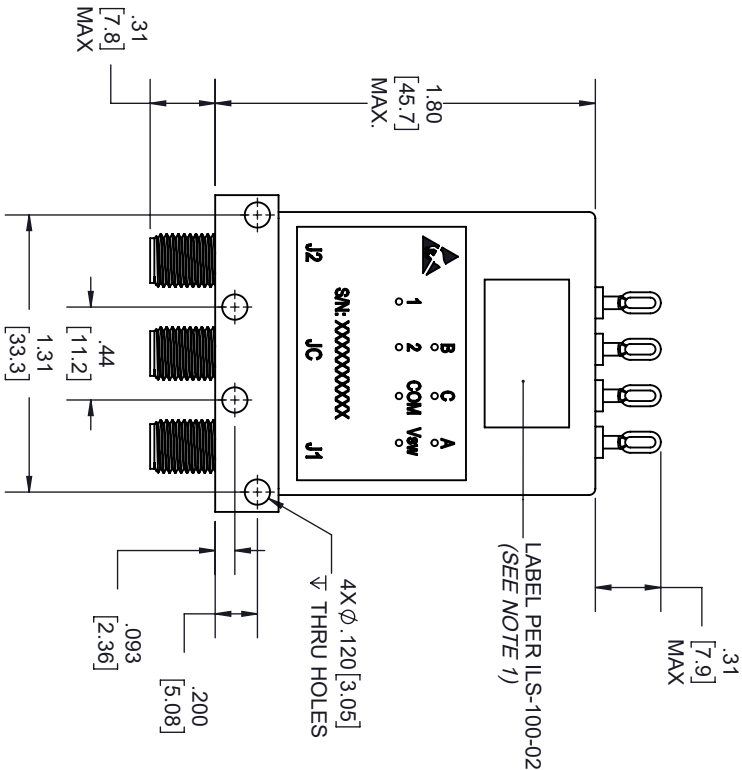 .31
[7.8]
MAX
1.80
[45.7]
MAX.
.31
[7.9]
MAX
LABEL PER ILS-100-02
(SEE NOTE 1)
B C A
1 2 COM Vsw
S/N: XXXXXXXXX
J2 JC J1
.44
[11.2]
1.31
[33.3]
4X Ø .120 [3.05]
↧ THRU HOLES
.093
[2.36]
.200
[5.08]